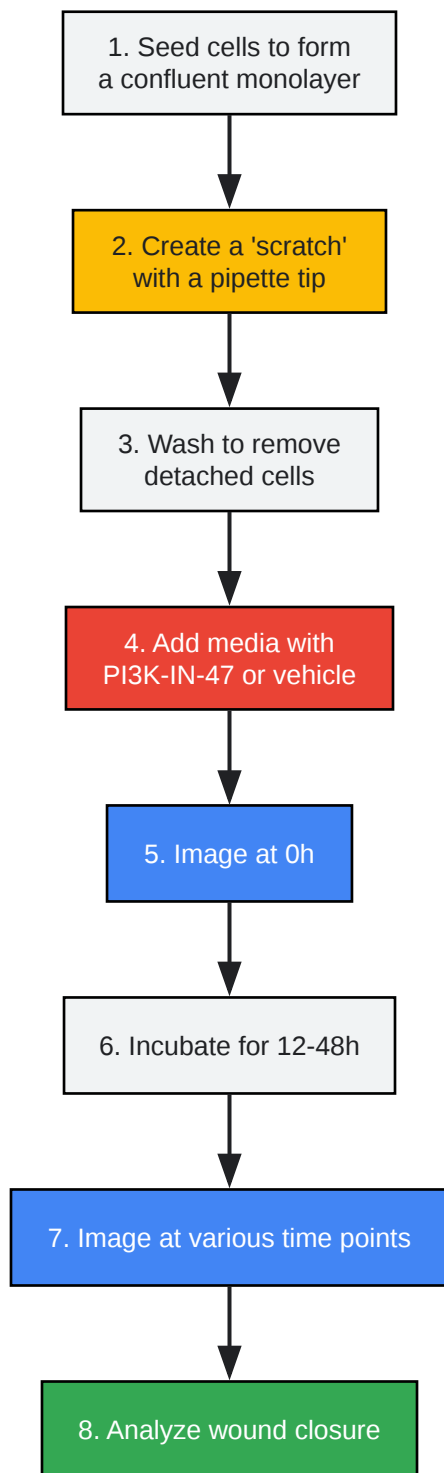 1. Seed cells to form
a confluent monolayer
2. Create a 'scratch'
with a pipette tip
3. Wash to remove
detached cells
4. Add media with
PI3K-IN-47 or vehicle
5. Image at 0h
6. Incubate for 12-48h
7. Image at various time points
8. Analyze wound closure